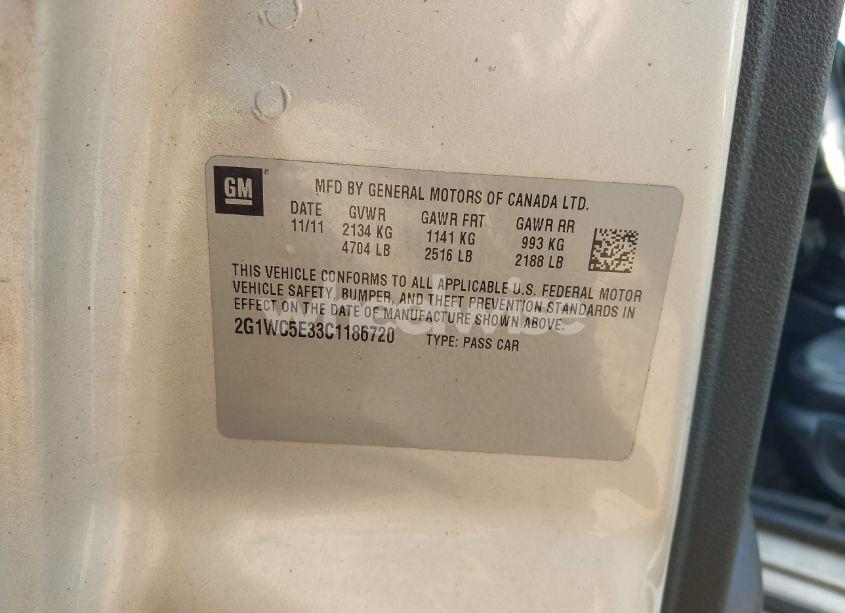 GM
MFD BY GENERAL MOTORS OF CANADA LTD.
DATE GVWR GAWR FRT GAWR RR
11/11 2134 KG 1141 KG 993 KG
4704 LB 2516 LB 2188 LB
THIS VEHICLE CONFORMS TO ALL APPLICABLE U.S. FEDERAL MOTOR
VEHICLE SAFETY, BUMPER, AND THEFT PREVENTION STANDARDS IN
EFFECT ON THE DATE OF MANUFACTURE SHOWN ABOVE.
2G1WC5E33C1186720 TYPE: PASS CAR